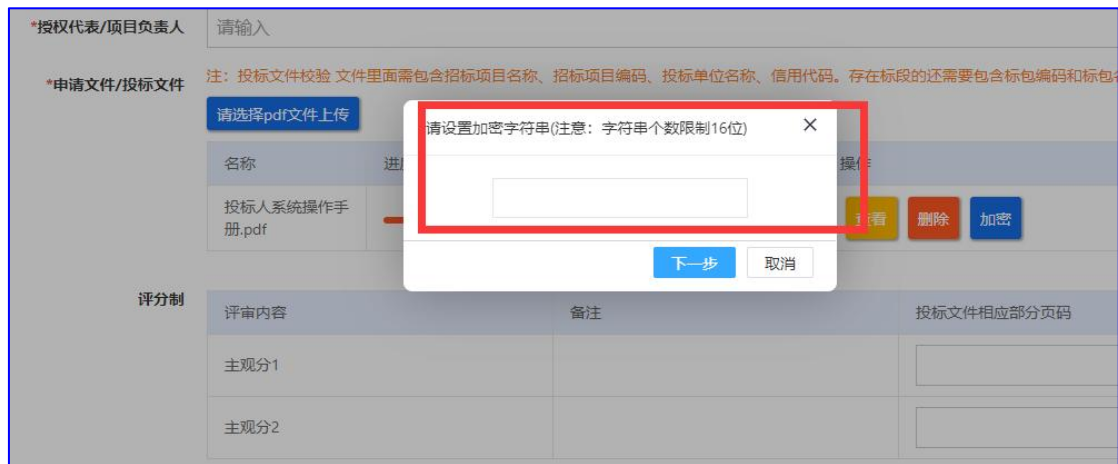 *授权代表/项目负责人 请输入
*申请文件/投标文件 注：投标文件校验 文件里面需包含招标项目名称、招标项目编码、投标单位名称、信用代码。存在标段的还需要包含标包编码和标包
请选择pdf文件上传
请设置加密字符串(注意：字符串个数限制16位) ×
名称 操作
投标人系统操作手册.pdf 查看 删除 加密
下一步 取消
评分制
评审内容 备注 投标文件相应部分页码
主观分1
主观分2